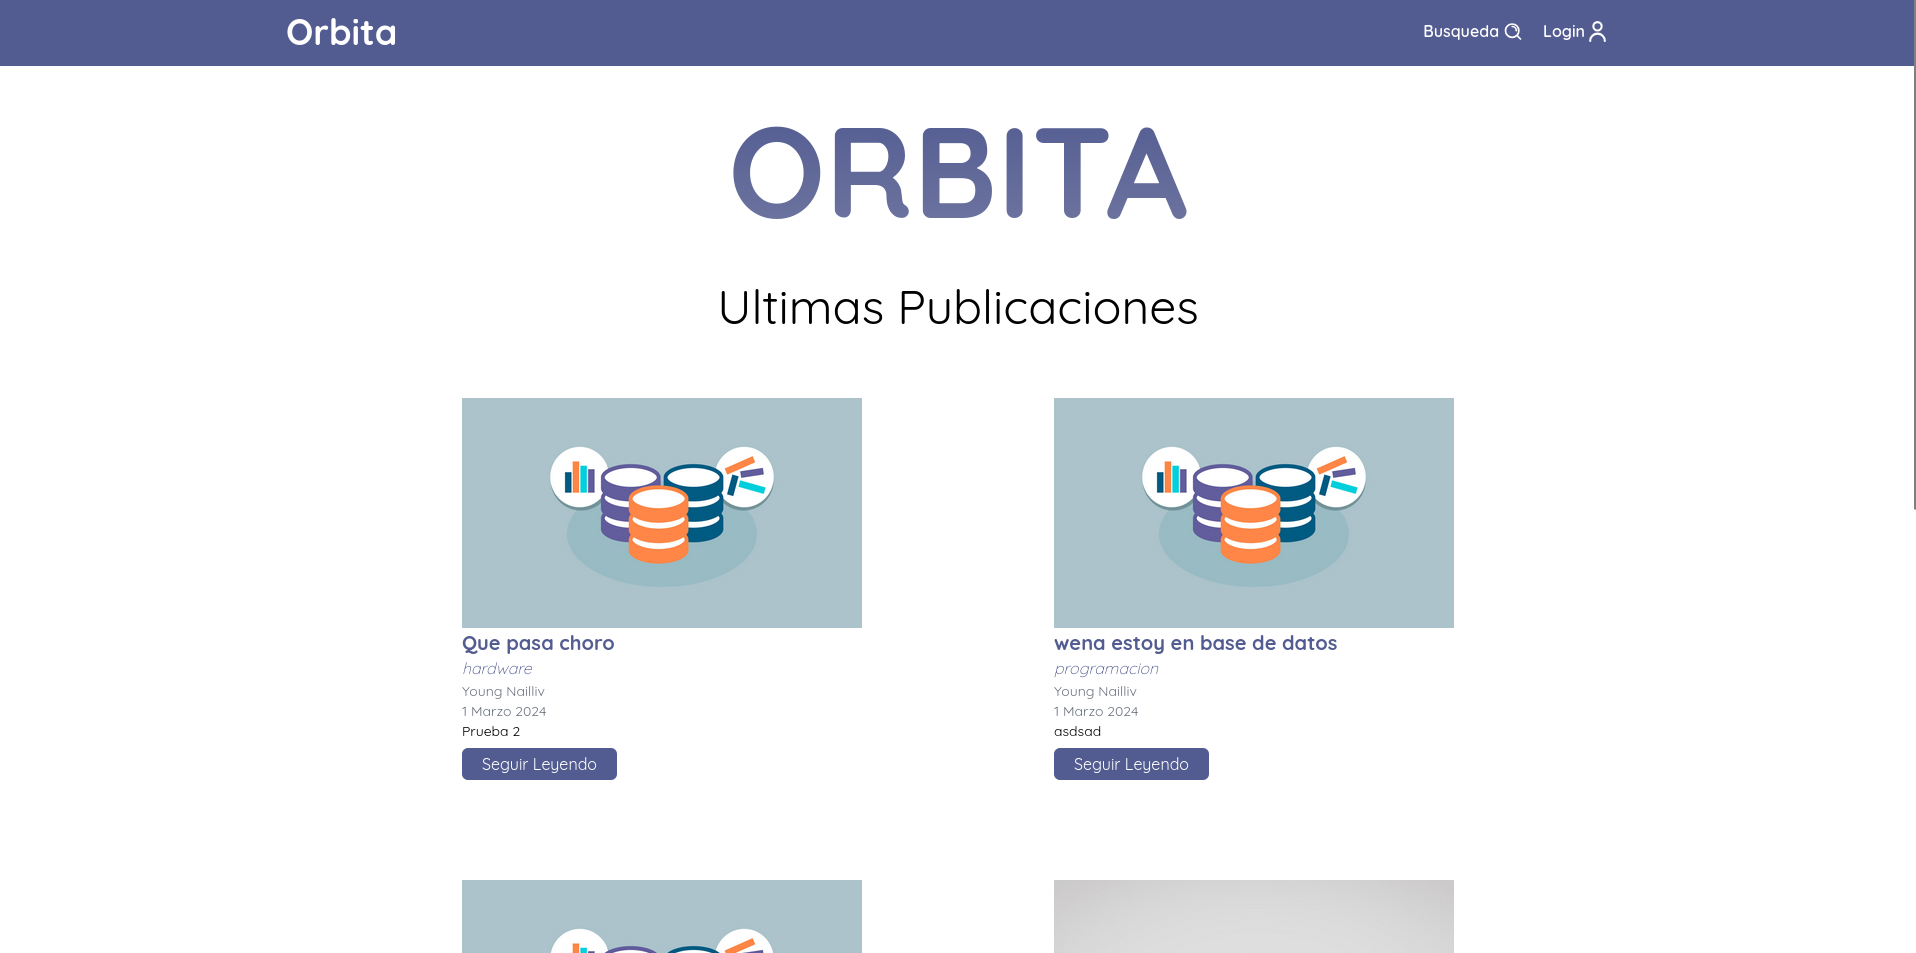 Orbita
Busqueda
Login
ORBITA
Ultimas Publicaciones
Que pasa choro
hardware
Young Nailliv
1 Marzo 2024
Prueba 2
Seguir Leyendo
wena estoy en base de datos
programacion
Young Nailliv
1 Marzo 2024
asdsad
Seguir Leyendo